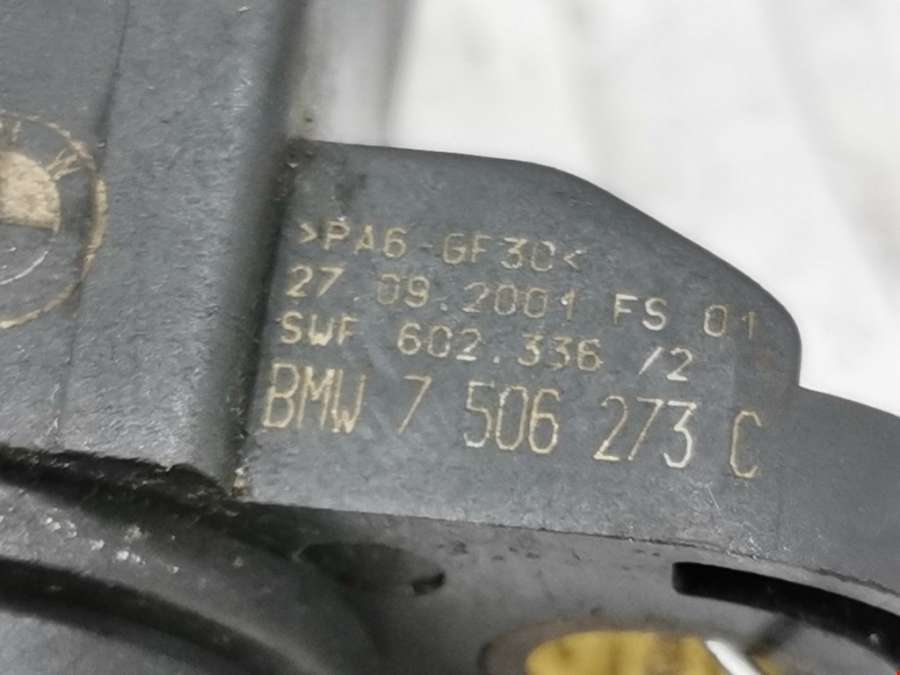 >PA6-GF30<
27 09.2001 FS 01
SWF 602.336 /2
BMW 7 506 273 C